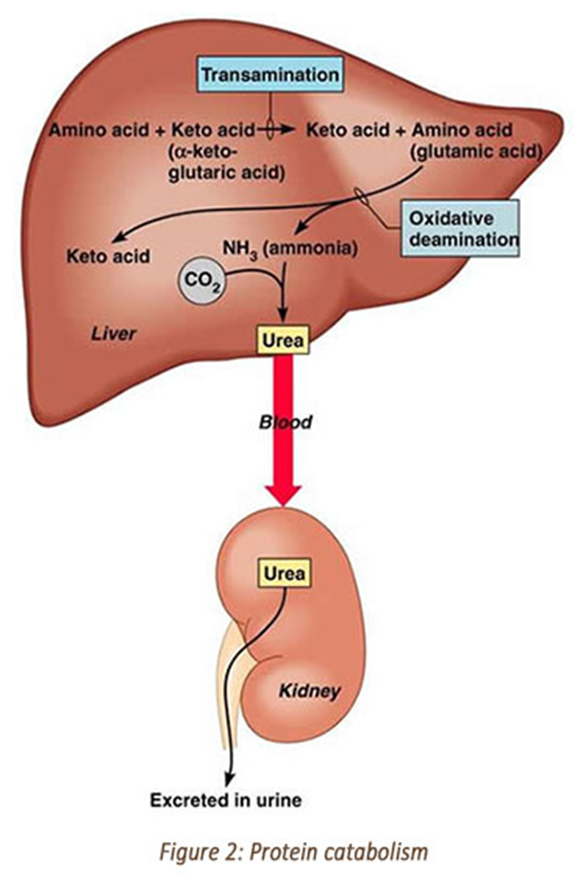 Transamination
Amino acid + Keto acid → Keto acid + Amino acid
(α-keto-
glutaric acid)
(glutamic acid)
Oxidative
deamination
Keto acid
NH₃ (ammonia)
CO₂
Liver
Urea
Blood
Urea
Kidney
Excreted in urine
Figure 2: Protein catabolism